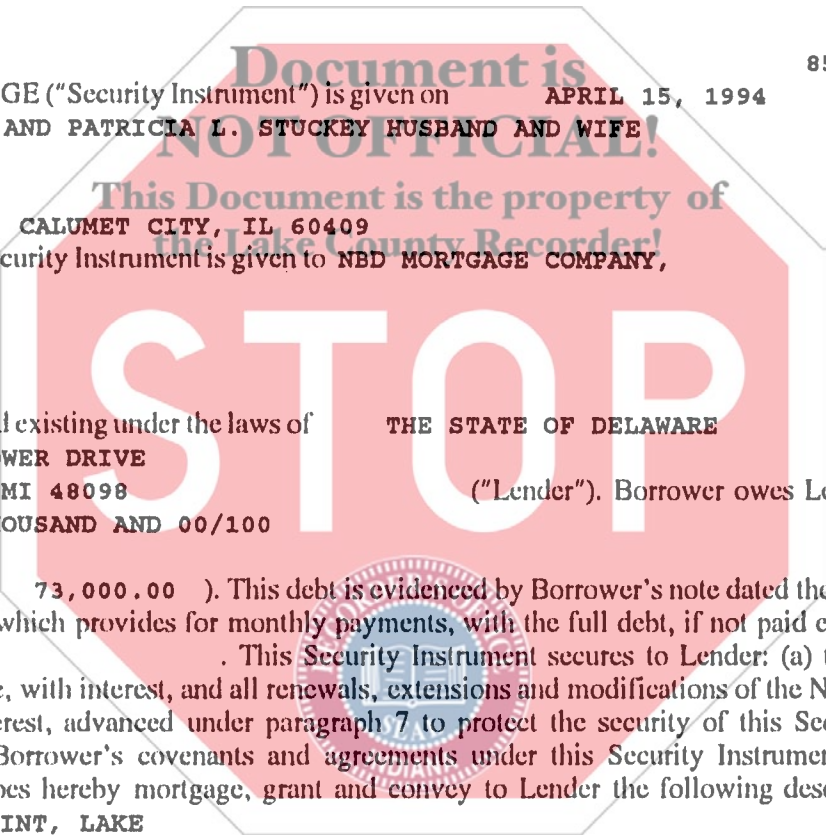 85
Document is
GE ("Security Instrument") is given on APRIL 15, 1994
AND PATRICIA L. STUCKEY HUSBAND AND WIFE
NOT OFFICIAL!
This Document is the property of
CALUMET CITY, IL 60409
the Lake County Recorder!
curity Instrument is given to NBD MORTGAGE COMPANY,
STOP
d existing under the laws of THE STATE OF DELAWARE
OWER DRIVE
MI 48098 ("Lender"). Borrower owes Le
OUSAND AND 00/100
73,000.00 ). This debt is evidenced by Borrower's note dated the
which provides for monthly payments, with the full debt, if not paid e
. This Security Instrument secures to Lender: (a) t
e, with interest, and all renewals, extensions and modifications of the N
erest, advanced under paragraph 7 to protect the security of this Sec
Borrower's covenants and agreements under this Security Instrumen
oes hereby mortgage, grant and convey to Lender the following desc
INT, LAKE
SEAL
INDIANA